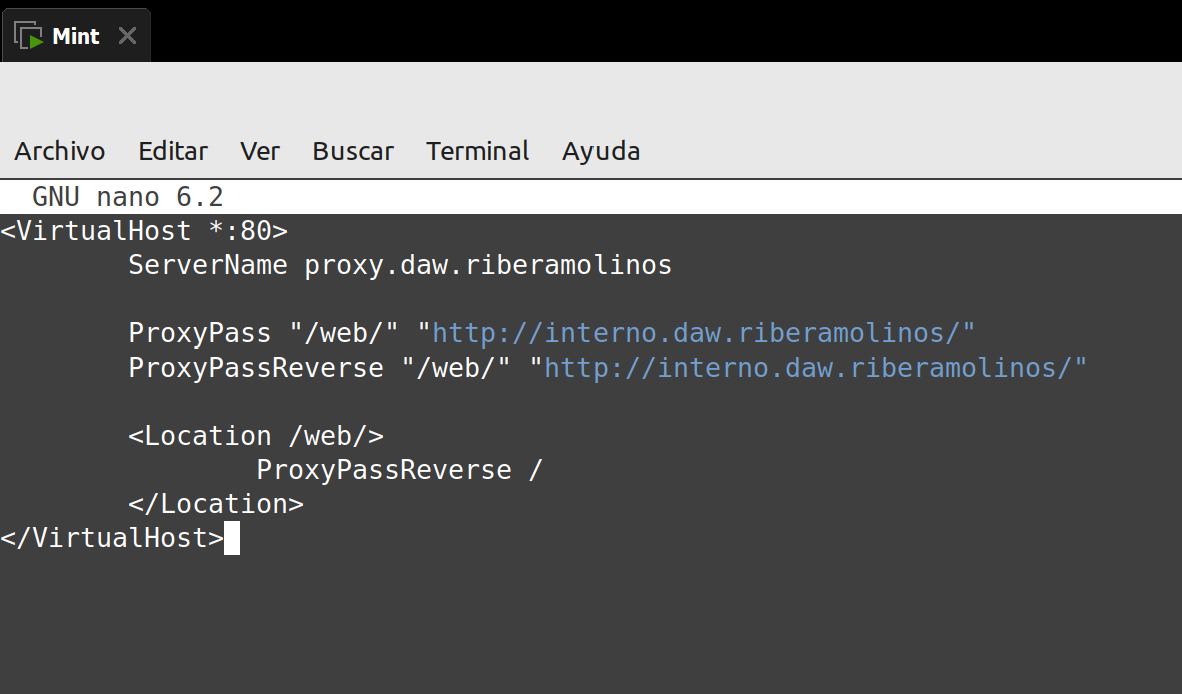 Mint
Archivo Editar Ver Buscar Terminal Ayuda
GNU nano 6.2
<VirtualHost *:80>
ServerName proxy.daw.riberamolinos
ProxyPass "/web/" "http://interno.daw.riberamolinos/"
ProxyPassReverse "/web/" "http://interno.daw.riberamolinos/"
<Location /web/>
ProxyPassReverse /
</Location>
</VirtualHost>